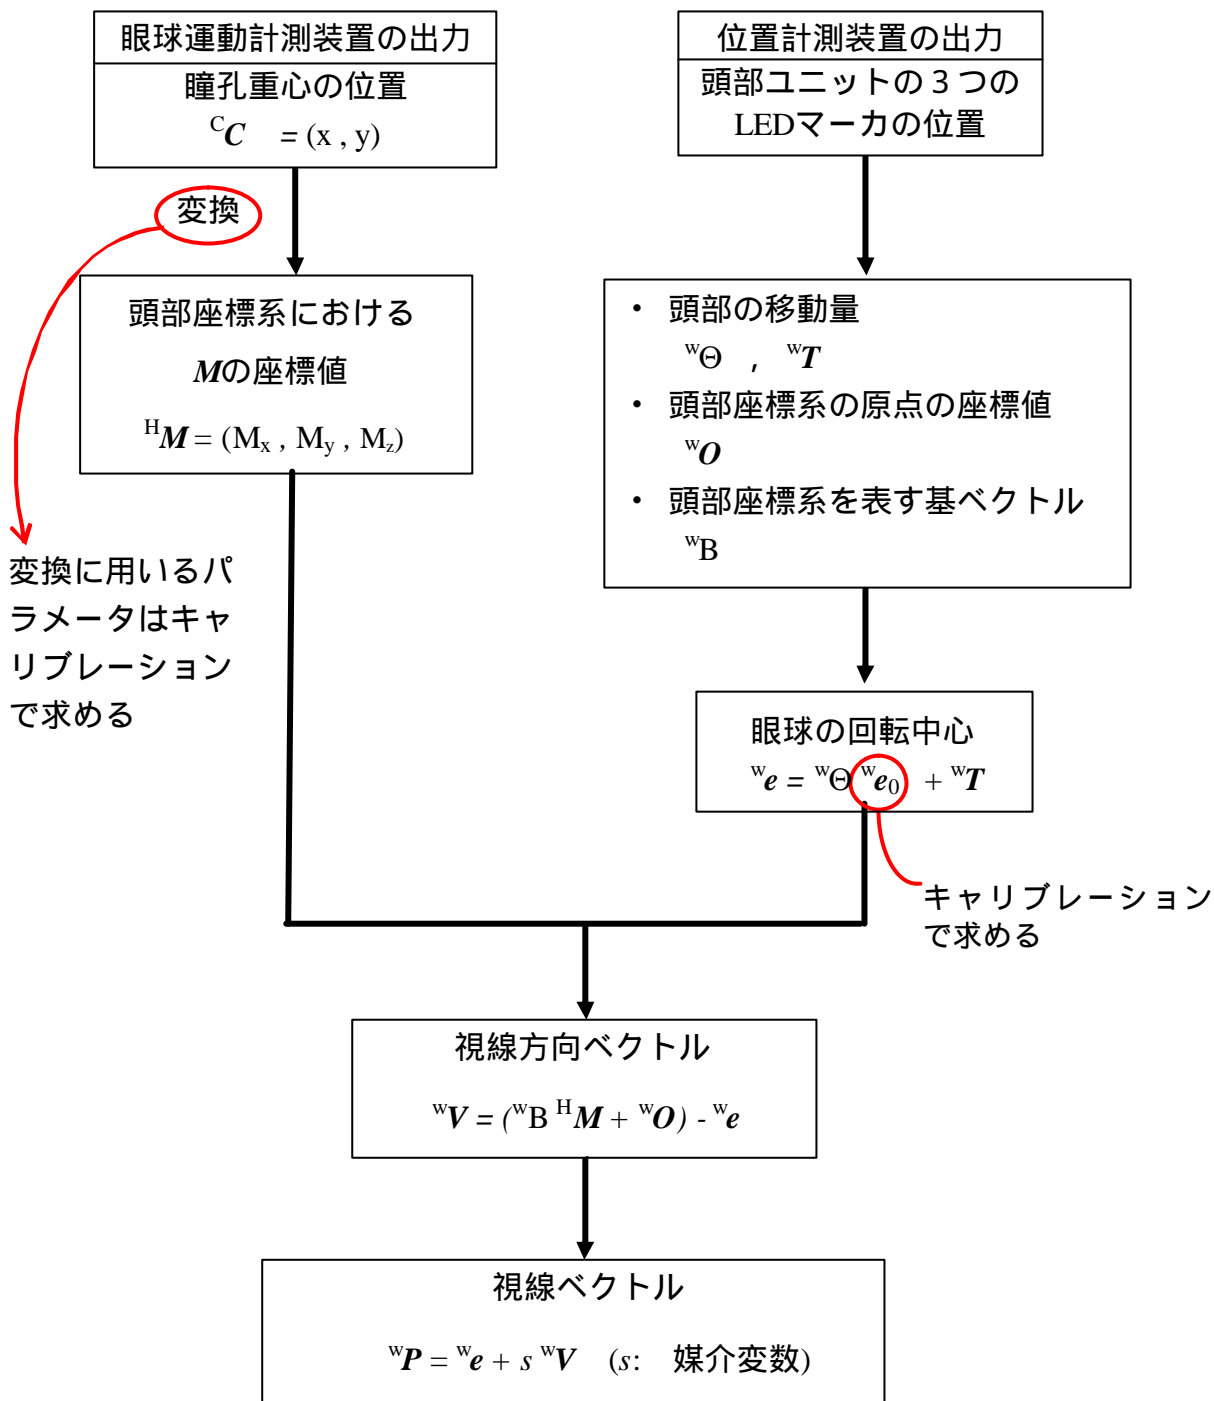 眼球運動計測装置の出力
瞳孔重心の位置
ᶜC = (x , y)
変換
頭部座標系における
Mの座標値
ᴴM = (Mₓ , M_y , M_z)
変換に用いるパ
ラメータはキャ
リブレーション
で求める
位置計測装置の出力
頭部ユニットの３つの
LEDマーカの位置
・ 頭部の移動量
ʷΘ , ʷT
・ 頭部座標系の原点の座標値
ʷO
・ 頭部座標系を表す基ベクトル
ʷB
眼球の回転中心
ʷe = ʷΘ ʷe₀ + ʷT
キャリブレーション
で求める
視線方向ベクトル
ʷV = (ʷB ᴴM + ʷO) - ʷe
視線ベクトル
ʷP = ʷe + s ʷV (s: 媒介変数)